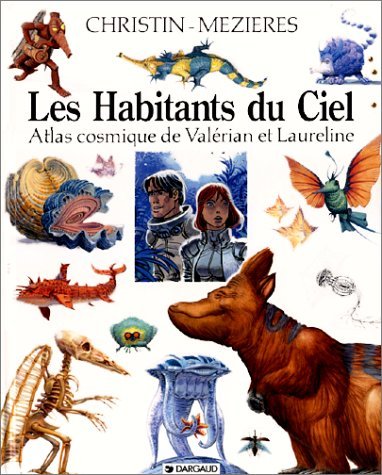 CHRISTIN-MEZIERES
Les Habitants du Ciel
Atlas cosmique de Valérian et Laureline
DARGAUD